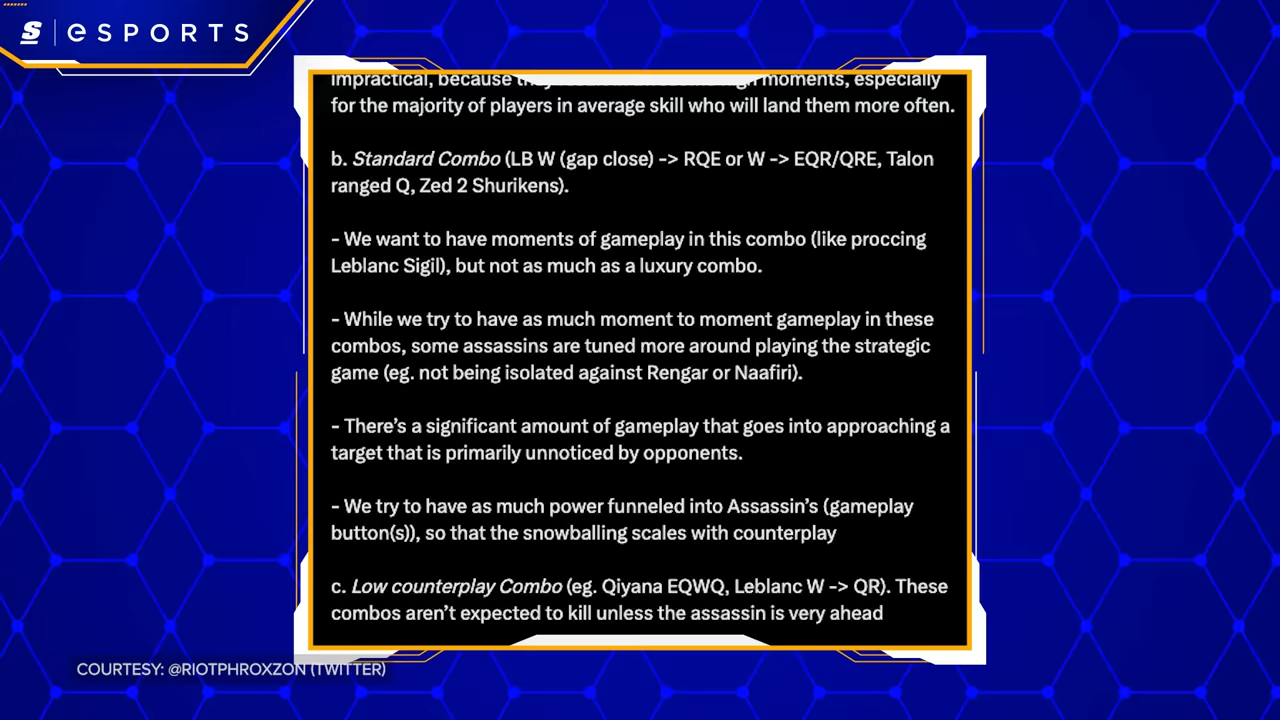 S | eSPORTS
impractical, because moments, especially
for the majority of players in average skill who will land them more often.
b. Standard Combo (LB W (gap close) -> RQE or W -> EQR/QRE, Talon
ranged Q, Zed 2 Shurikens).
- We want to have moments of gameplay in this combo (like proccing
Leblanc Sigil), but not as much as a luxury combo.
- While we try to have as much moment to moment gameplay in these
combos, some assassins are tuned more around playing the strategic
game (eg. not being isolated against Rengar or Naafiri).
- There's a significant amount of gameplay that goes into approaching a
target that is primarily unnoticed by opponents.
- We try to have as much power funneled into Assassin's (gameplay
button(s)), so that the snowballing scales with counterplay
c. Low counterplay Combo (eg. Qiyana EQWQ, Leblanc W -> QR). These
combos aren't expected to kill unless the assassin is very ahead
COURTESY: @RIOTPHROXZON (TWITTER)